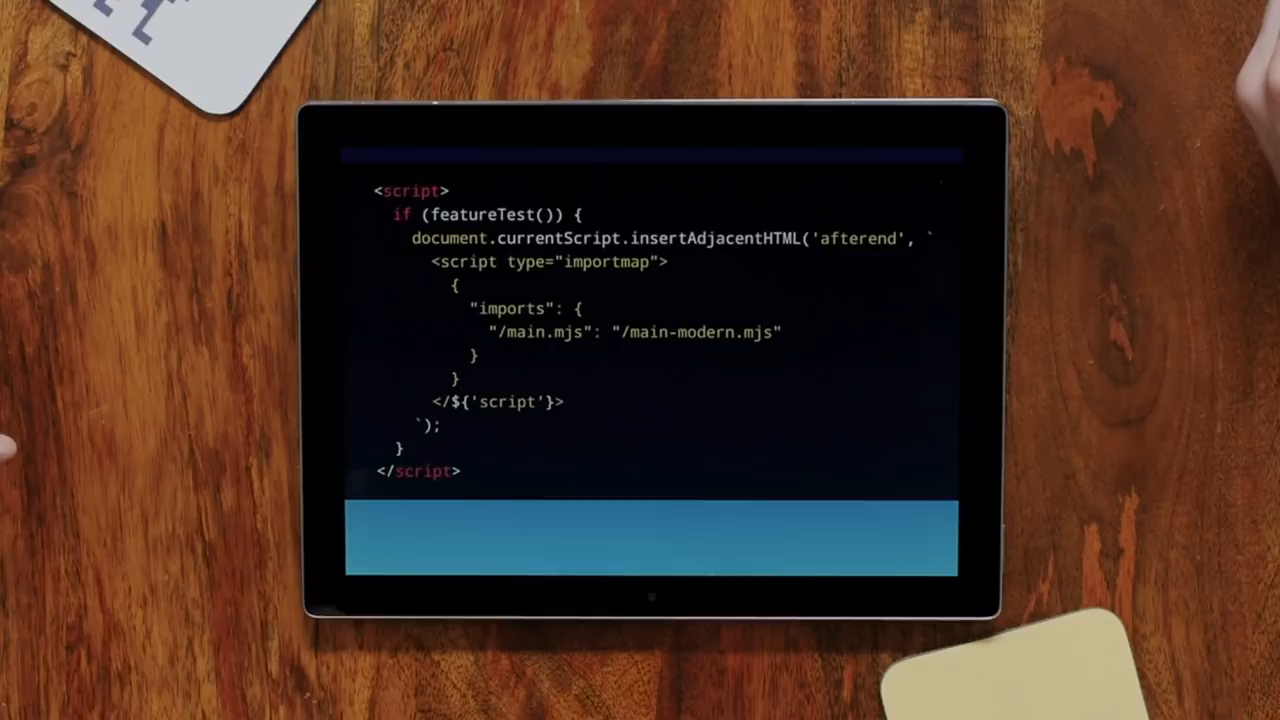 <script>
if (featureTest()) {
document.currentScript.insertAdjacentHTML('afterend', `
<script type="importmap">
{
"imports": {
"/main.mjs": "/main-modern.mjs"
}
}
</${'script'}>
`);
}
</script>